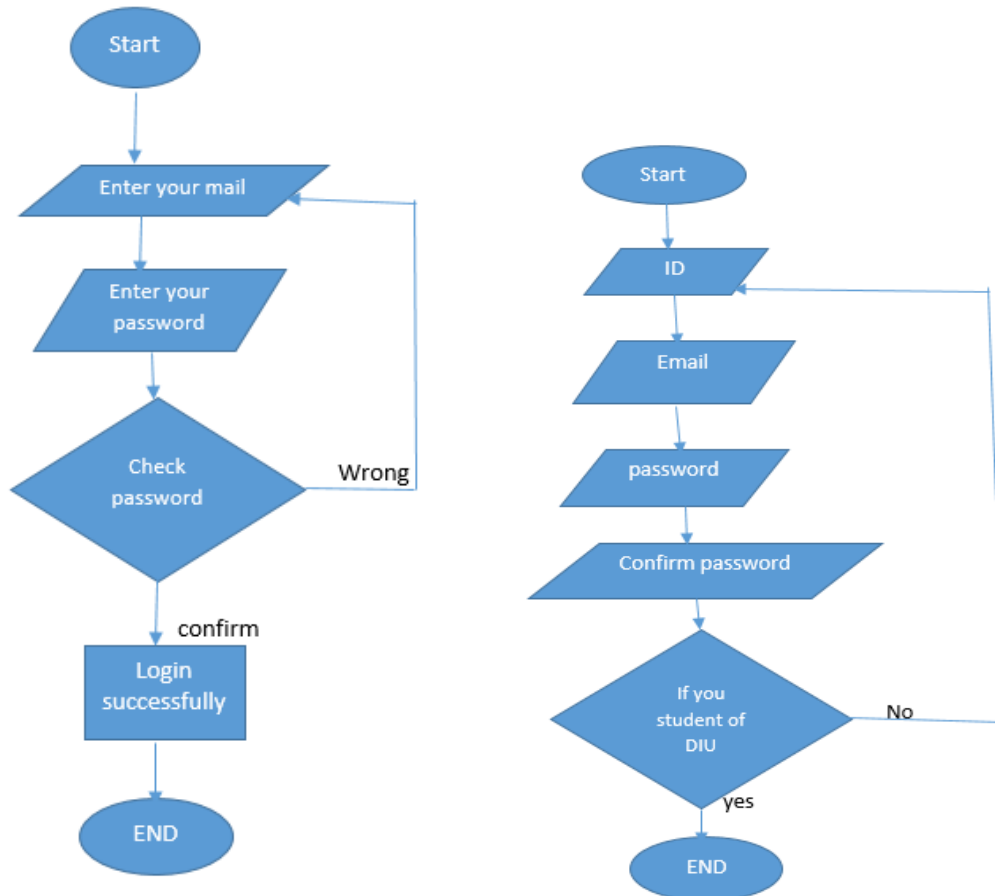 Start
Enter your mail
Enter your
password
Check
password
Wrong
confirm
Login
successfully
END
Start
ID
Email
password
Confirm password
If you
student of
DIU
No
yes
END